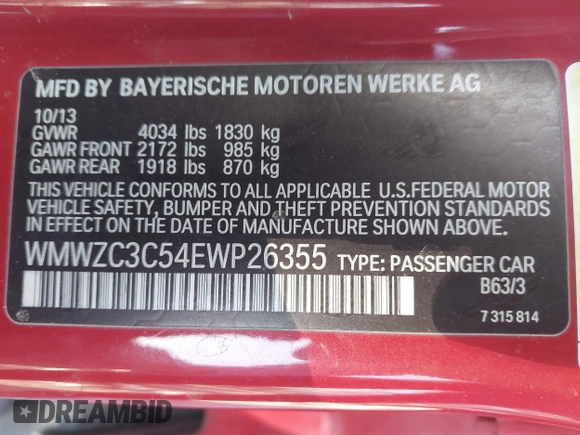 MFD BY BAYERISCHE MOTOREN WERKE AG
10/13
GVWR 4034 lbs 1830 kg
GAWR FRONT 2172 lbs 985 kg
GAWR REAR 1918 lbs 870 kg
THIS VEHICLE CONFORMS TO ALL APPLICABLE U.S.FEDERAL MOTOR
VEHICLE SAFETY, BUMPER AND THEFT PREVENTION STANDARDS
IN EFFECT ON THE DATE OF MANUFACTURE SHOWN ABOVE.
WMWZC3C54EWP26355 TYPE: PASSENGER CAR
B63/3
7 315 814
DREAMBID